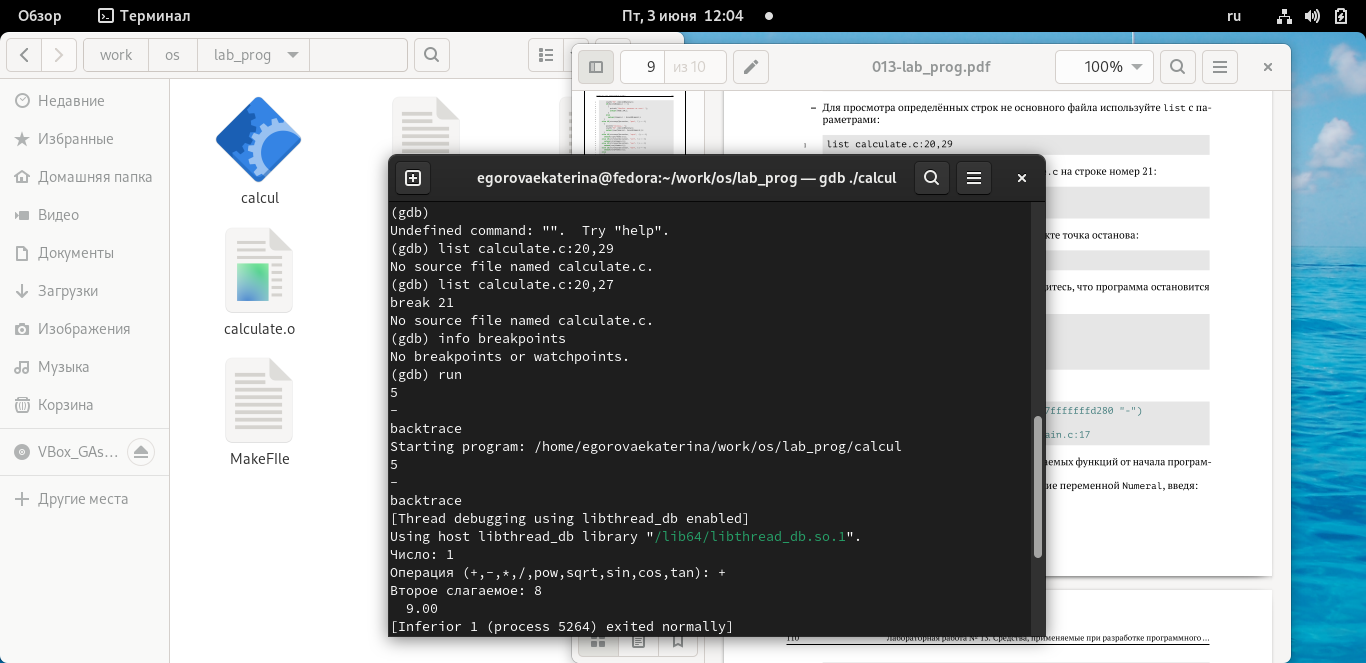 Обзор
Терминал
Пт, 3 июня 12:04
ru
work
os
lab_prog
9
из 10
013-lab_prog.pdf
100%
Недавние
Избранные
Домашняя папка
Видео
Документы
Загрузки
Изображения
Музыка
Корзина
VBox_GAs...
Другие места
calcul
calculate.o
MakeFIle
– Для просмотра определённых строк не основного файла используйте list с па-
раметрами:
1
list calculate.c:20,29
.c на строке номер 21:
кте точка останова:
итесь, что программа остановится
7fffffffd280 "-")
ain.c:17
аемых функций от начала програм-
ие переменной Numeral, введя:
110
Лабораторная работа № 13. Средства, применяемые при разработке программного ...
egorovaekaterina@fedora:~/work/os/lab_prog — gdb ./calcul
(gdb)
Undefined command: "". Try "help".
(gdb) list calculate.c:20,29
No source file named calculate.c.
(gdb) list calculate.c:20,27
break 21
No source file named calculate.c.
(gdb) info breakpoints
No breakpoints or watchpoints.
(gdb) run
5
-
backtrace
Starting program: /home/egorovaekaterina/work/os/lab_prog/calcul
5
-
backtrace
[Thread debugging using libthread_db enabled]
Using host libthread_db library "/lib64/libthread_db.so.1".
Число: 1
Операция (+,-,*,/,pow,sqrt,sin,cos,tan): +
Второе слагаемое: 8
9.00
[Inferior 1 (process 5264) exited normally]